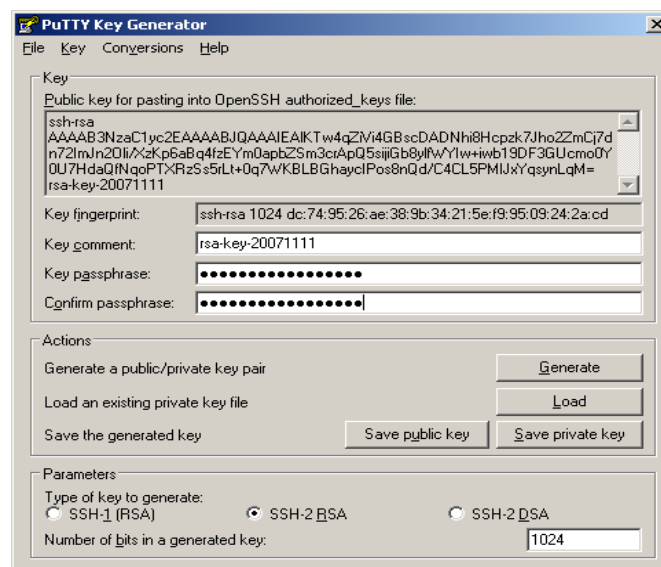 PuTTY Key Generator
File Key Conversions Help
Key
Public key for pasting into OpenSSH authorized_keys file:
ssh-rsa
AAAAB3NzaC1yc2EAAAABJQAAAIEAlKTw4qZiVi4GBscDADNhi8Hcpzk7Jho2ZmCj7d
n72ImJn2Oli/XzKp6aBq4fzEYm0apbZSm3crApQ5sijiGb8ylfWYIw+iwb19DF3GUcmo0Y
0U7HdaQfNqoPTXRzSs5rLt+0q7WKBLBGhaycIPos8nQd/C4CL5PMIJxYqsynLqM=
rsa-key-20071111
Key fingerprint: ssh-rsa 1024 dc:74:95:26:ae:38:9b:34:21:5e:f9:95:09:24:2a:cd
Key comment: rsa-key-20071111
Key passphrase: ●●●●●●●●●●●●●●●●●
Confirm passphrase: ●●●●●●●●●●●●●●●●●
Actions
Generate a public/private key pair Generate
Load an existing private key file Load
Save the generated key Save public key Save private key
Parameters
Type of key to generate:
SSH-1 (RSA) SSH-2 RSA SSH-2 DSA
Number of bits in a generated key: 1024